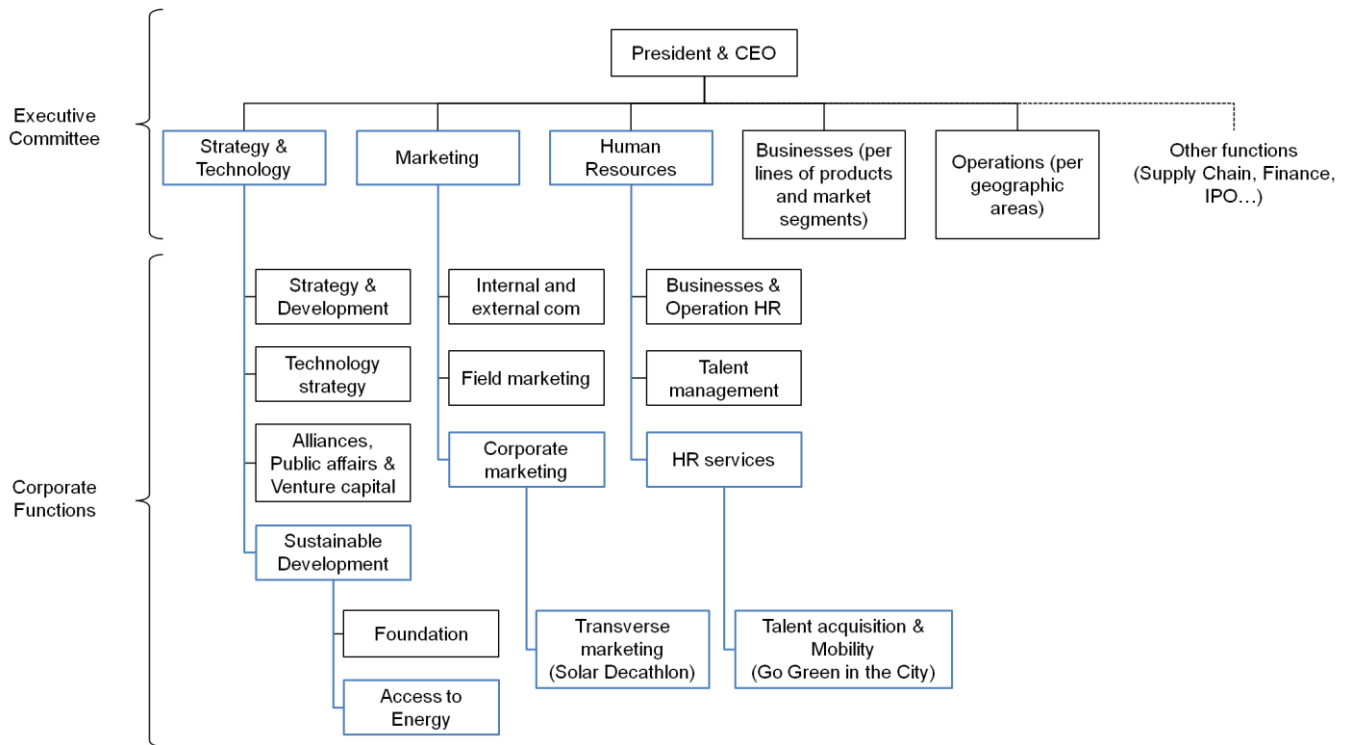 President & CEO
Executive
Committee
Strategy &
Technology
Marketing
Human
Resources
Businesses (per
lines of products
and market
segments)
Operations (per
geographic
areas)
Other functions
(Supply Chain, Finance,
IPO…)
Corporate
Functions
Strategy &
Development
Technology
strategy
Alliances,
Public affairs &
Venture capital
Sustainable
Development
Foundation
Access to
Energy
Internal and
external com
Field marketing
Corporate
marketing
Transverse
marketing
(Solar Decathlon)
Businesses &
Operation HR
Talent
management
HR services
Talent acquisition &
Mobility
(Go Green in the City)